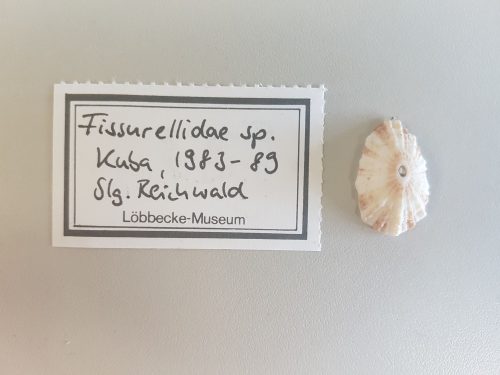 Fissurellidae sp.
Kuba, 1983-89
Slg. Reichwald
Löbbecke-Museum